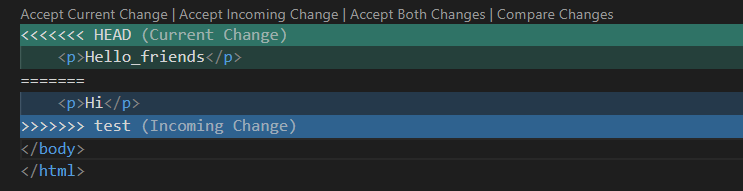 Accept Current Change | Accept Incoming Change | Accept Both Changes | Compare Changes
<<<<<<< HEAD (Current Change)
    <p>Hello_friends</p>
=======
    <p>Hi</p>
>>>>>>> test (Incoming Change)
</body>
</html>